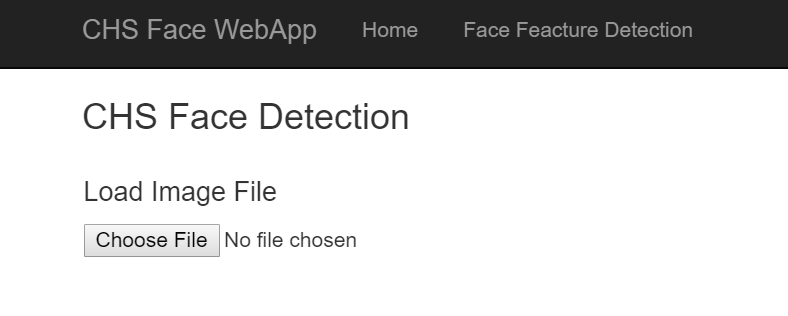 CHS Face WebApp Home Face Feacture Detection
CHS Face Detection
Load Image File
Choose File No file chosen